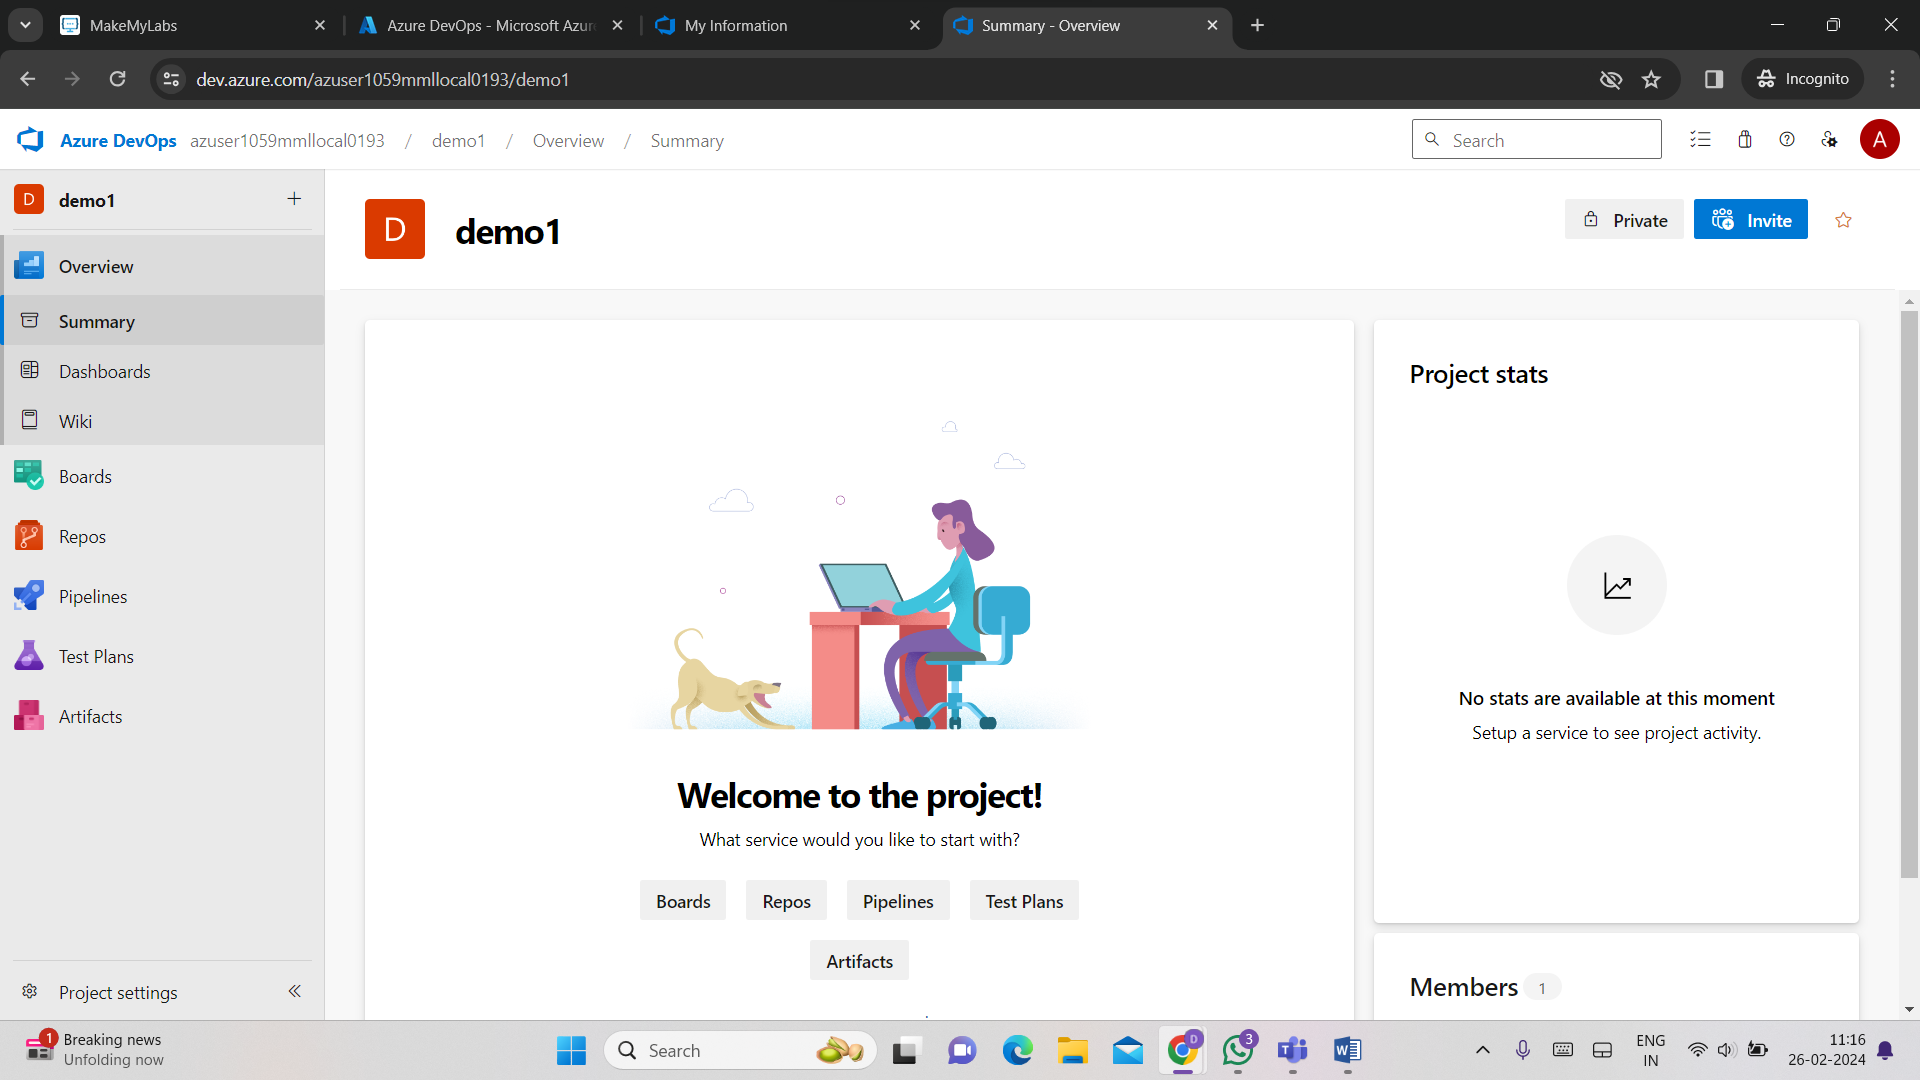 MakeMyLabs
Azure DevOps - Microsoft Azur
My Information
Summary - Overview
dev.azure.com/azuser1059mmllocal0193/demo1
Incognito
Azure DevOps azuser1059mmllocal0193 / demo1 / Overview / Summary
Search
A
D demo1
Overview
Summary
Dashboards
Wiki
Boards
Repos
Pipelines
Test Plans
Artifacts
Project settings
D demo1
Private
Invite
Welcome to the project!
What service would you like to start with?
Boards Repos Pipelines Test Plans
Artifacts
Project stats
No stats are available at this moment
Setup a service to see project activity.
Members 1
1
Breaking news
Unfolding now
Search
D
3
ENG
IN
11:16
26-02-2024